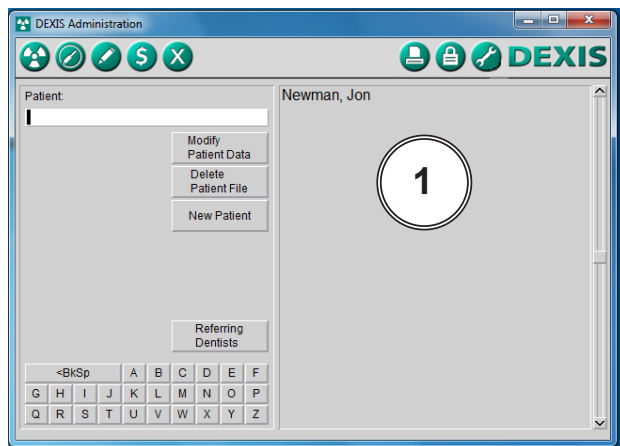 DEXIS Administration
$ X DEXIS
Patient:
Newman, Jon
Modify
Patient Data
1
Delete
Patient File
New Patient
Referring
Dentists
<BkSp A B C D E F
G H I J K L M N O P
Q R S T U V W X Y Z